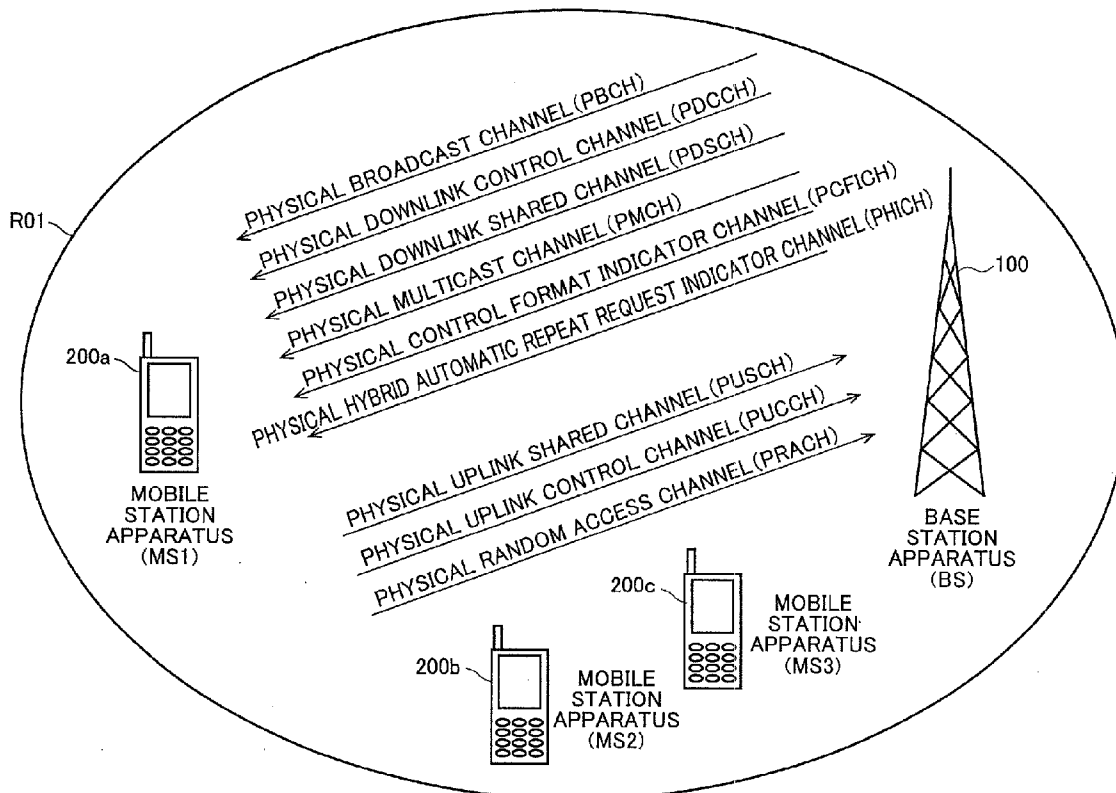 PHYSICAL BROADCAST CHANNEL(PBCH)
PHYSICAL DOWNLINK CONTROL CHANNEL(PDCCH)
PHYSICAL DOWNLINK SHARED CHANNEL(PDSCH)
PHYSICAL MULTICAST CHANNEL(PMCH)
PHYSICAL CONTROL FORMAT INDICATOR CHANNEL(PCFICH)
PHYSICAL HYBRID AUTOMATIC REPEAT REQUEST INDICATOR CHANNEL(PHICH)
R01
100
200a
MOBILE
STATION
APPARATUS
(MS1)
PHYSICAL UPLINK SHARED CHANNEL(PUSCH)
PHYSICAL UPLINK CONTROL CHANNEL(PUCCH)
PHYSICAL RANDOM ACCESS CHANNEL(PRACH)
BASE
STATION
APPARATUS
(BS)
200c
MOBILE
STATION
APPARATUS
(MS3)
200b
MOBILE
STATION
APPARATUS
(MS2)